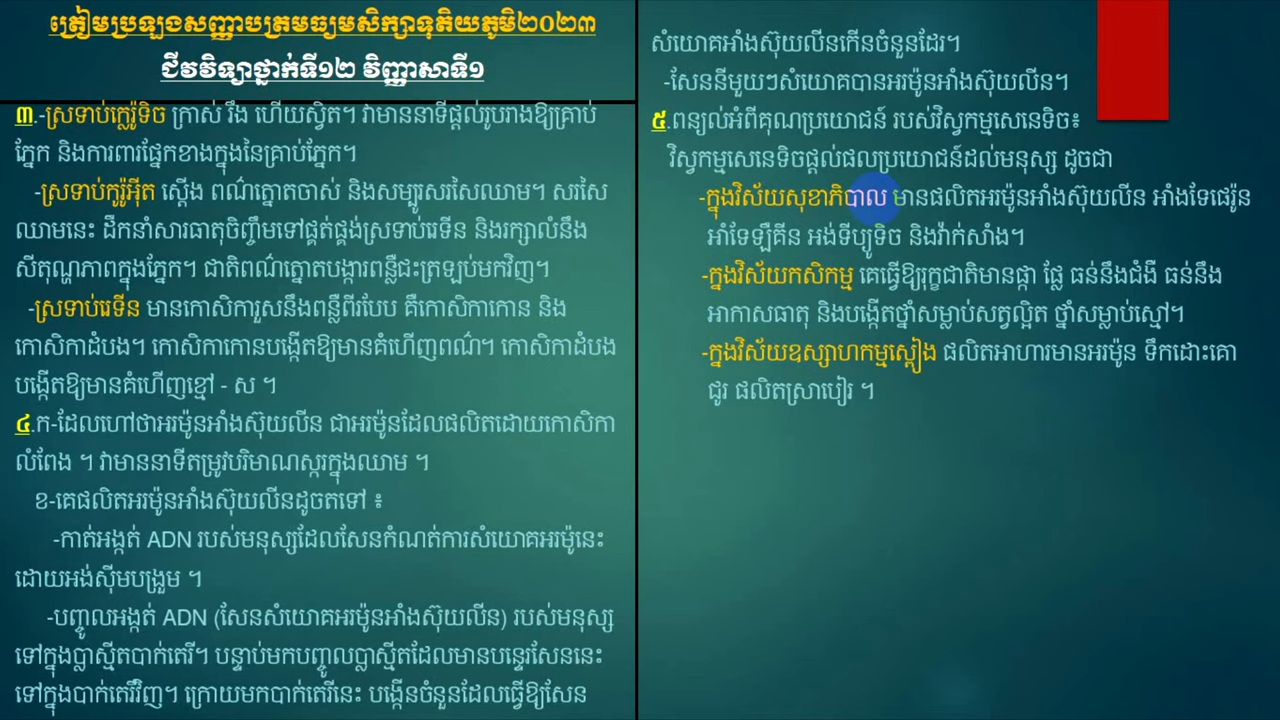 ត្រៀមប្រឡងសញ្ញាបត្រមធ្យមសិក្សាទុតិយភូមិ២០២៣
ជីវវិទ្យាថ្នាក់ទី១២ វិញ្ញាសាទី១
៣.-ស្រទាប់ក្លេរ៉ូទិច ក្រាស់ រឹង ហើយស្វិត។ វាមាននាទីផ្តល់រូបរាងឱ្យគ្រាប់
ភ្នែក និងការពារផ្នែកខាងក្នុងនៃគ្រាប់ភ្នែក។
-ស្រទាប់កូរ៉ូអ៊ីត ស្តើង ពណ៌ត្នោតចាស់ និងសម្បូរសរសៃឈាម។ សរសៃ
ឈាមនេះ ដឹកនាំសារធាតុចិញ្ចឹមទៅផ្គត់ផ្គង់ស្រទាប់រេទីន និងរក្សាលំនឹង
សីតុណ្ហភាពក្នុងភ្នែក។ ជាតិពណ៌ត្នោតបង្ការពន្លឺជះត្រឡប់មកវិញ។
-ស្រទាប់រេទីន មានកោសិការួសនឹងពន្លឺពីរបែប គឺកោសិកាកោន និង
កោសិកាដំបង។ កោសិកាកោនបង្កើតឱ្យមានគំហើញពណ៌។ កោសិកាដំបង
បង្កើតឱ្យមានគំហើញខ្មៅ - ស ។
៤.ក-ដែលហៅថាអរម៉ូនអាំងស៊ុយលីន ជាអរម៉ូនដែលផលិតដោយកោសិកា
លំពែង ។ វាមាននាទីតម្រូវបរិមាណស្ករក្នុងឈាម ។
ខ-គេផលិតអរម៉ូនអាំងស៊ុយលីនដូចតទៅ ៖
-កាត់អង្កត់ ADN របស់មនុស្សដែលសែនកំណត់ការសំយោគអរម៉ូនេះ
ដោយអង់ស៊ីមបង្រួម ។
-បញ្ចូលអង្កត់ ADN (សែនសំយោគអរម៉ូនអាំងស៊ុយលីន) របស់មនុស្ស
ទៅក្នុងប្លាស្មីតបាក់តេរី។ បន្ទាប់មកបញ្ចូលប្លាស្មីតដែលមានបន្ទេរសែននេះ
ទៅក្នុងបាក់តេរីវិញ។ ក្រោយមកបាក់តេរីនេះ បង្កើនចំនួនដែលធ្វើឱ្យសែន
សំយោគអាំងស៊ុយលីនកើនចំនួនដែរ។
-សែននីមួយៗសំយោគបានអរម៉ូនអាំងស៊ុយលីន។
៥.ពន្យល់អំពីគុណប្រយោជន៍ របស់វិស្វកម្មសេនេទិច៖
វិស្វកម្មសេនេទិចផ្តល់ផលប្រយោជន៍ដល់មនុស្ស ដូចជា
-ក្នុងវិស័យសុខាភិបាល មានផលិតអរម៉ូនអាំងស៊ុយលីន អាំងទែផេរ៉ូន
អាំទែឡឺគីន អង់ទីប្យូទិច និងវ៉ាក់សាំង។
-ក្នុងវិស័យកសិកម្ម គេធ្វើឱ្យរុក្ខជាតិមានផ្កា ផ្លែ ធន់នឹងជំងឺ ធន់នឹង
អាកាសធាតុ និងបង្កើតថ្នាំសម្លាប់សត្វល្អិត ថ្នាំសម្លាប់ស្មៅ។
-ក្នុងវិស័យឧស្សាហកម្មស្បៀង ផលិតអាហារមានអរម៉ូន ទឹកដោះគោ
ជូរ ផលិតស្រាបៀរ ។